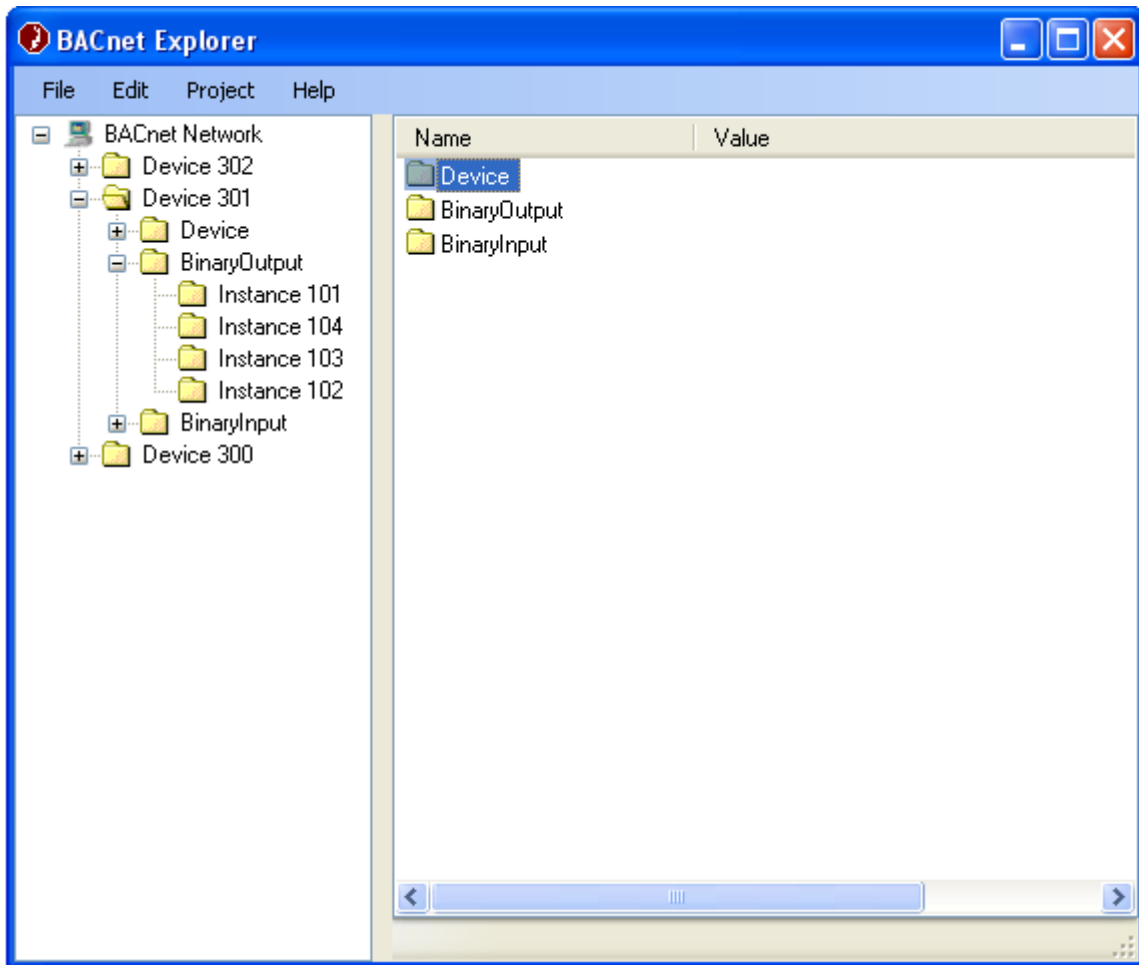 BACnet Explorer
File Edit Project Help
BACnet Network
Device 302
Device 301
Device
BinaryOutput
Instance 101
Instance 104
Instance 103
Instance 102
BinaryInput
Device 300
Name Value
Device
BinaryOutput
BinaryInput